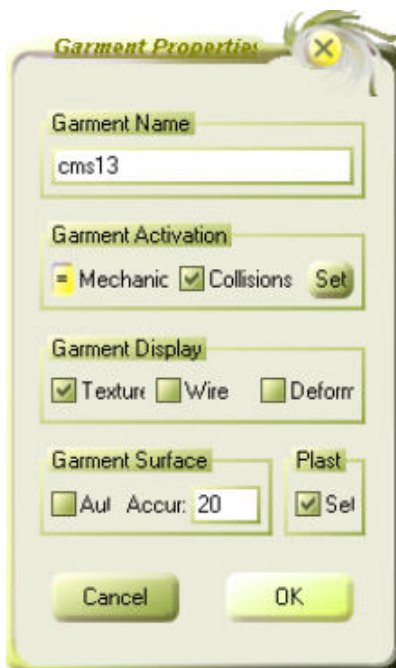 Garment Properties
Garment Name
cms13
Garment Activation
= Mechanic Collisions Set
Garment Display
Texture Wire Deform
Garment Surface Plast
Aut Accur: 20 Sel
Cancel OK